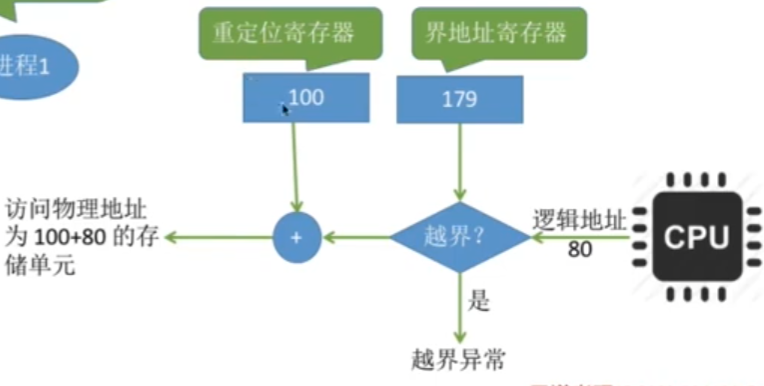 重定位寄存器
界地址寄存器
进程1
100
179
访问物理地址
为 100+80 的存
储单元
+
越界？
逻辑地址
80
CPU
是
越界异常